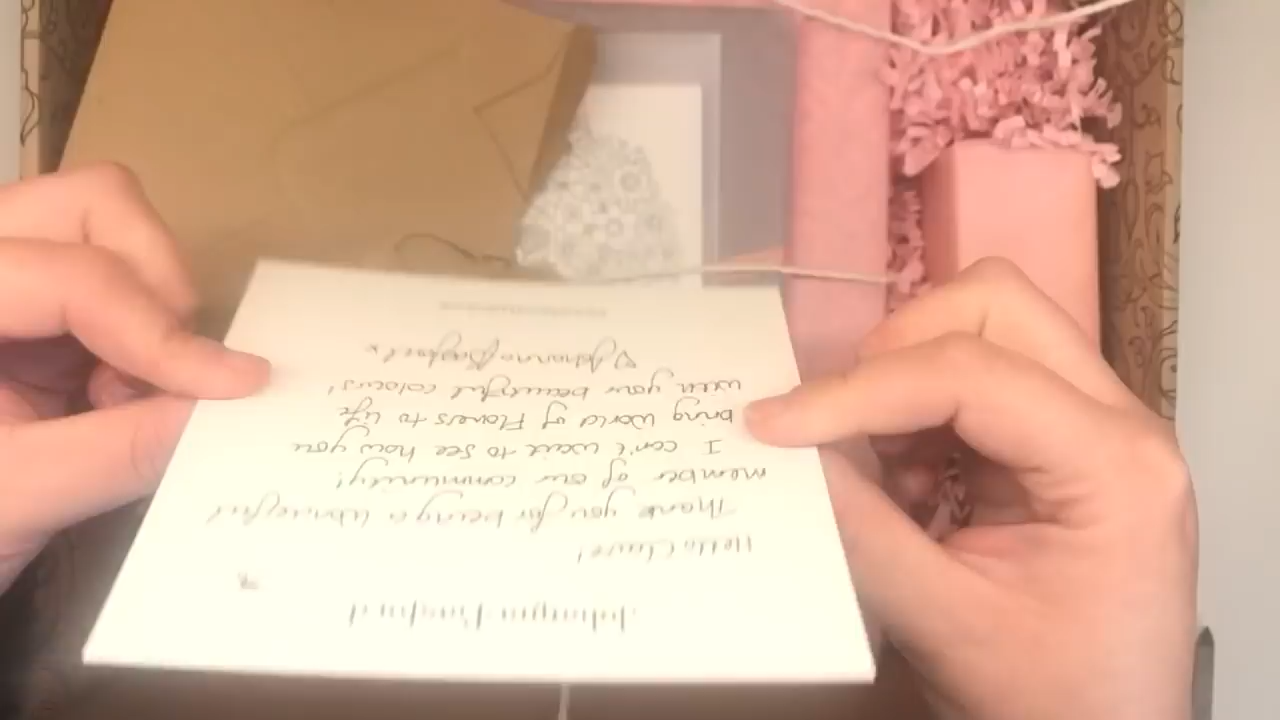 Johanna Basford
Hello Claire!
Thank you for being a wonderful
member of our community!
I can't wait to see how you
bring World of Flowers to life
with your beautiful colours!
Johanna Basford x